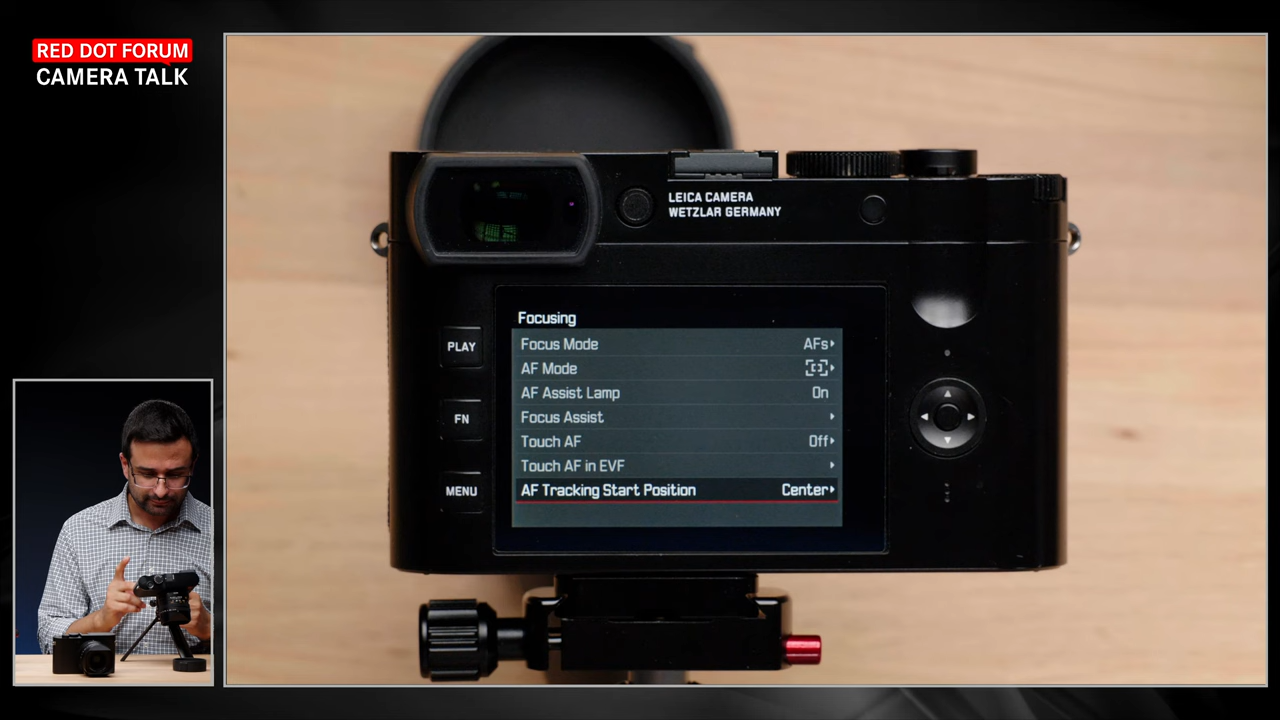 RED DOT FORUM
CAMERA TALK
LEICA CAMERA
WETZLAR GERMANY
PLAY
FN
MENU
Focusing
Focus Mode AFs
AF Mode
AF Assist Lamp On
Focus Assist
Touch AF Off
Touch AF in EVF
AF Tracking Start Position Center